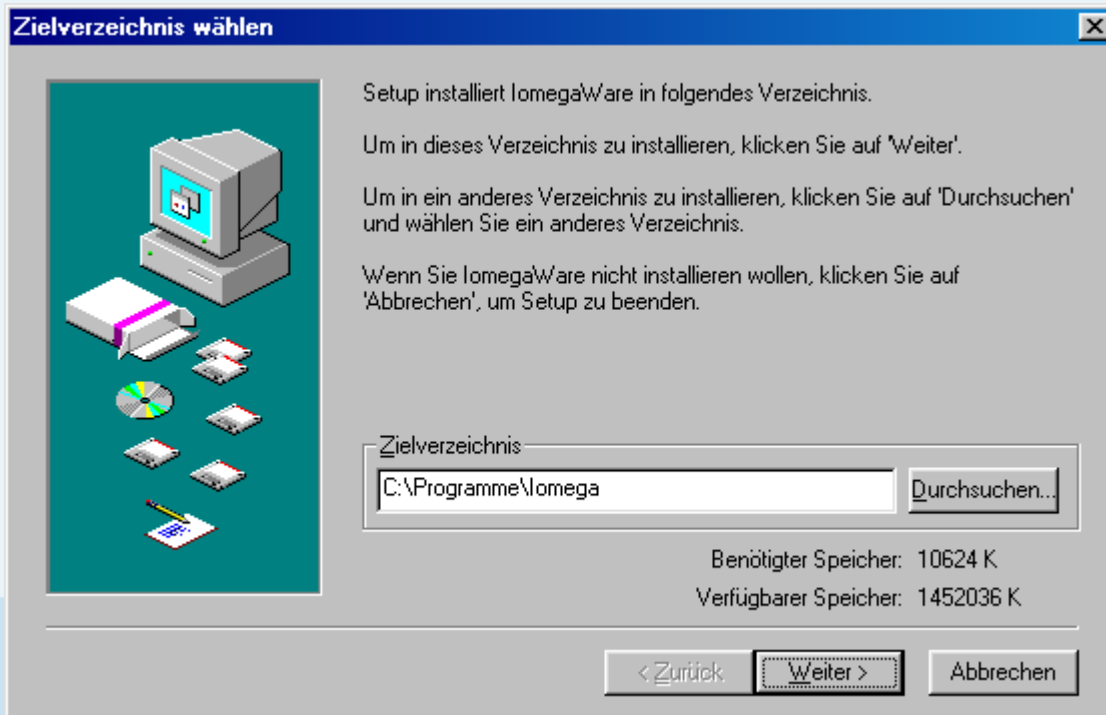 Zielverzeichnis wählen
Setup installiert IomegaWare in folgendes Verzeichnis.
Um in dieses Verzeichnis zu installieren, klicken Sie auf 'Weiter'.
Um in ein anderes Verzeichnis zu installieren, klicken Sie auf 'Durchsuchen'
und wählen Sie ein anderes Verzeichnis.
Wenn Sie IomegaWare nicht installieren wollen, klicken Sie auf
'Abbrechen', um Setup zu beenden.
Zielverzeichnis
C:\Programme\Iomega
Durchsuchen...
Benötigter Speicher: 10624 K
Verfügbarer Speicher: 1452036 K
< Zurück Weiter > Abbrechen